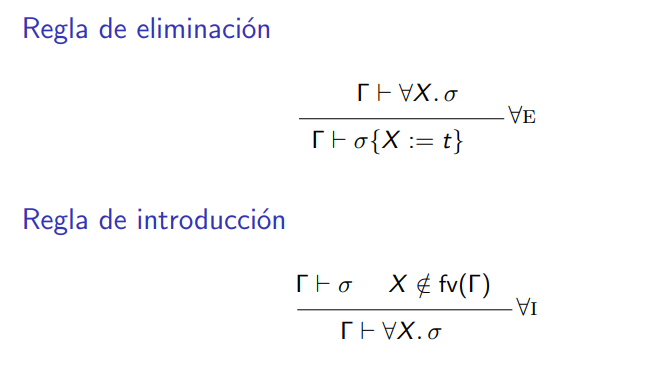 Regla de eliminación
Γ ⊢ ∀X. σ
∀E
Γ ⊢ σ{X := t}
Regla de introducción
Γ ⊢ σ X ∉ fv(Γ)
∀I
Γ ⊢ ∀X. σ